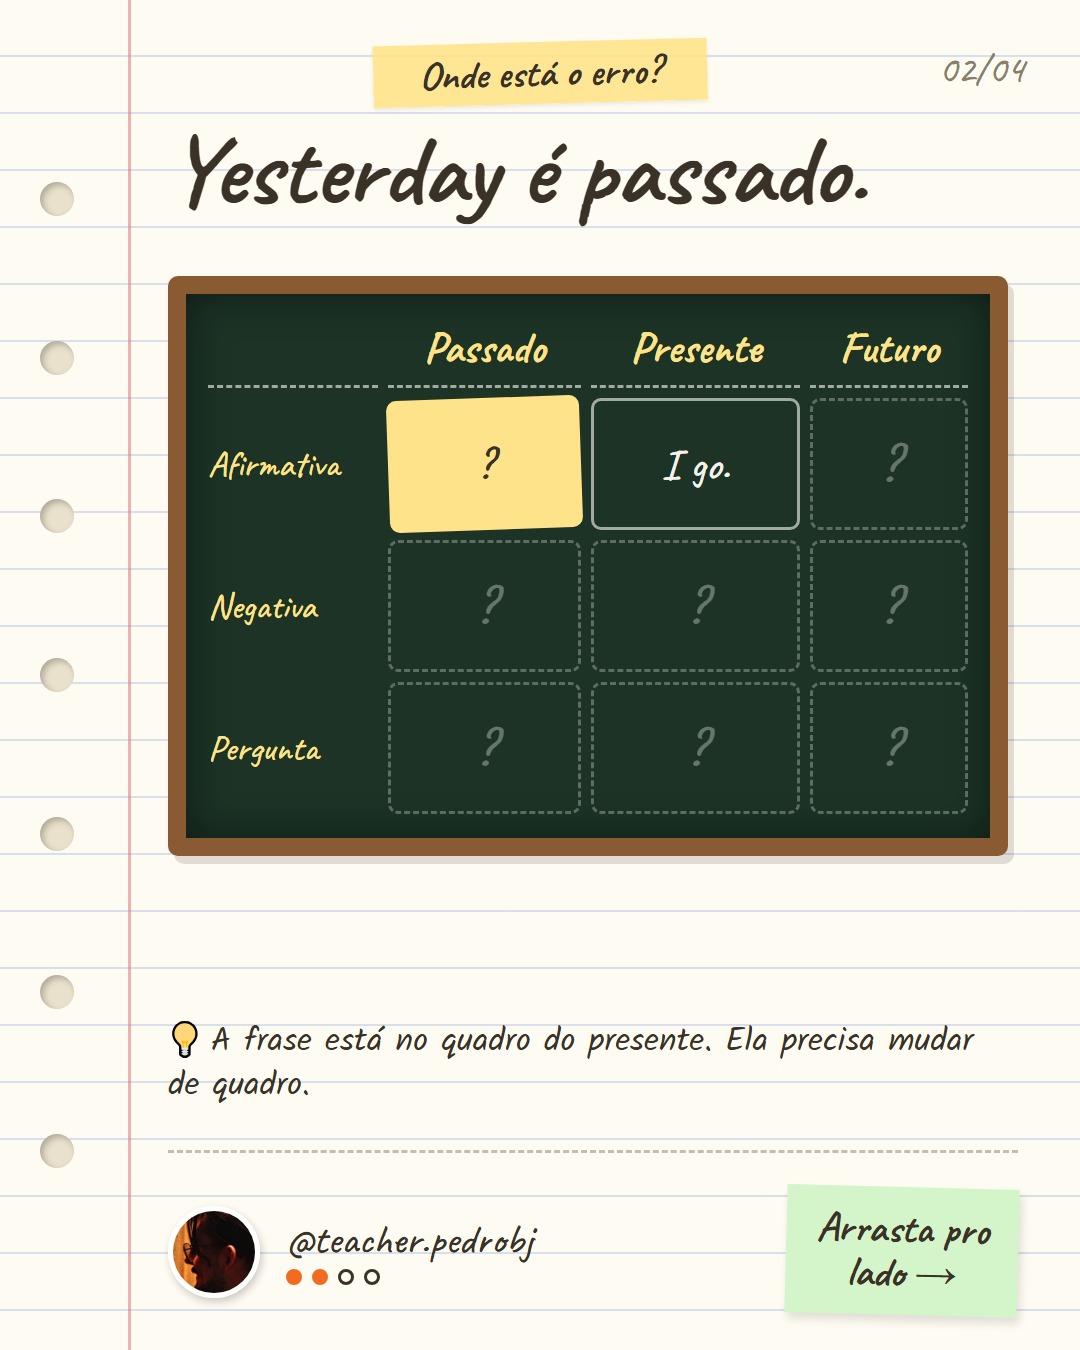 Onde está o erro?
02/04
Yesterday é passado.
Passado Presente Futuro
Afirmativa ? I go. ?
Negativa ? ? ?
Pergunta ? ? ?
A frase está no quadro do presente. Ela precisa mudar
de quadro.
@teacher.pedrobj
Arrasta pro
lado →